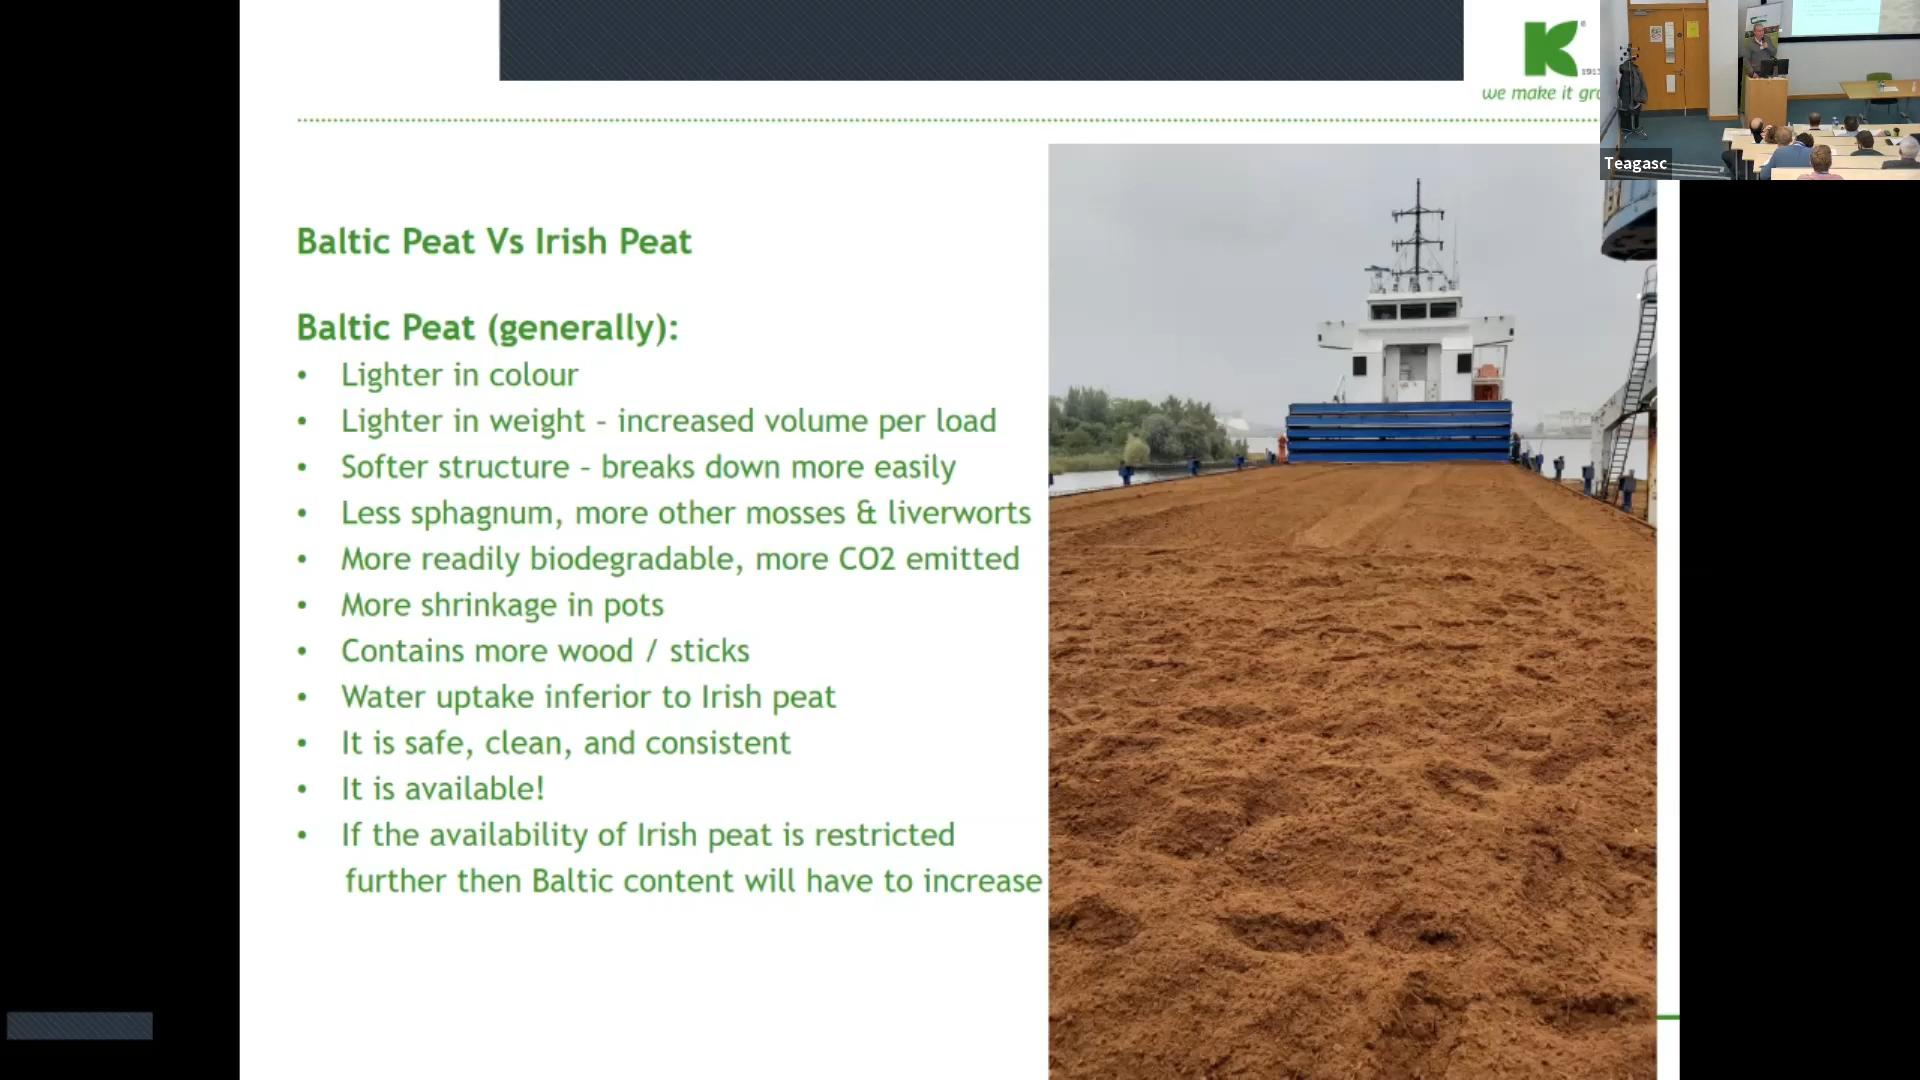 K
1913
we make it gro
Teagasc
Baltic Peat Vs Irish Peat
Baltic Peat (generally):
• Lighter in colour
• Lighter in weight – increased volume per load
• Softer structure – breaks down more easily
• Less sphagnum, more other mosses & liverworts
• More readily biodegradable, more CO2 emitted
• More shrinkage in pots
• Contains more wood / sticks
• Water uptake inferior to Irish peat
• It is safe, clean, and consistent
• It is available!
• If the availability of Irish peat is restricted
further then Baltic content will have to increase